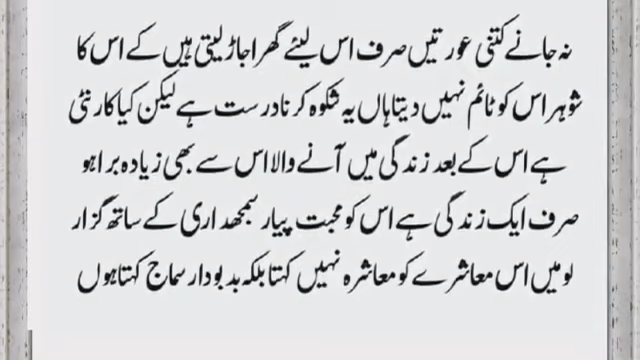 نہ جانے کتنی عورتیں صرف اس لیئے گھر اجاڑ لیتی ہیں کے اس کا
شوہر اس کو ٹائم نہیں دیتا ہاں یہ شکوہ کرنا درست ہے لیکن کیا گارنٹی
ہے اس کے بعد زندگی میں آنے والا اس سے بھی زیادہ برا ہو
صرف ایک زندگی ہے اس کو محبت پیار سمجھداری کے ساتھ گزار
لو میں اس معاشرے کو معاشرہ نہیں کہتا بلکہ بدبودار سماج کہتا ہوں